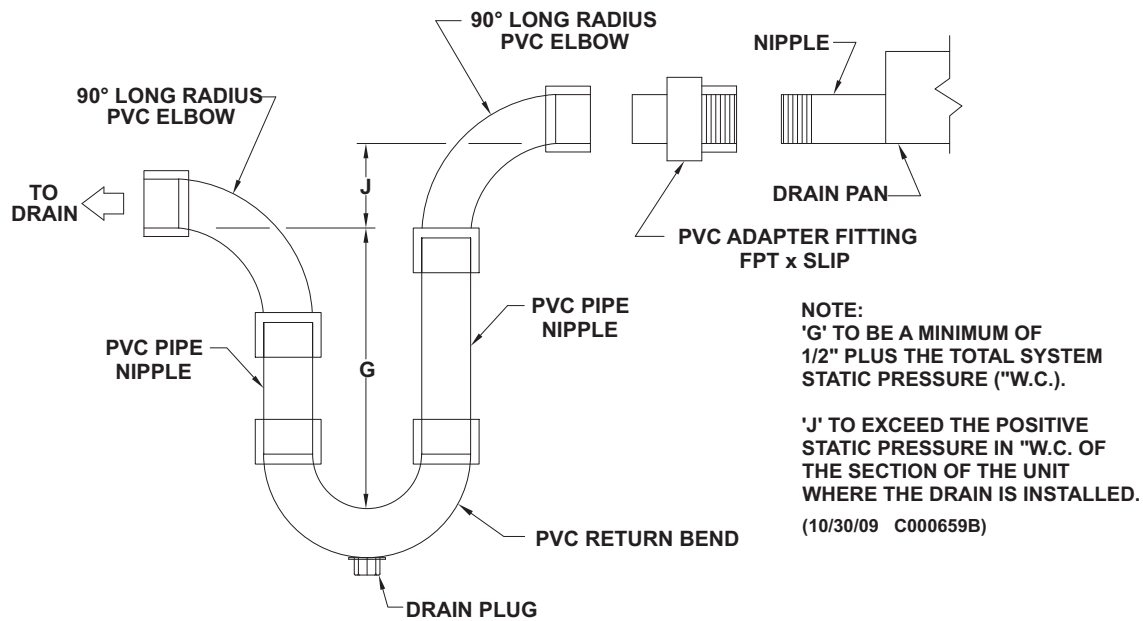 90° LONG RADIUS
PVC ELBOW
NIPPLE
90° LONG RADIUS
PVC ELBOW
J
TO
DRAIN
DRAIN PAN
PVC ADAPTER FITTING
FPT x SLIP
PVC PIPE
NIPPLE
PVC PIPE
NIPPLE
G
NOTE:
'G' TO BE A MINIMUM OF
1/2" PLUS THE TOTAL SYSTEM
STATIC PRESSURE ("W.C.).
'J' TO EXCEED THE POSITIVE
STATIC PRESSURE IN "W.C. OF
THE SECTION OF THE UNIT
WHERE THE DRAIN IS INSTALLED.
(10/30/09 C000659B)
PVC RETURN BEND
DRAIN PLUG